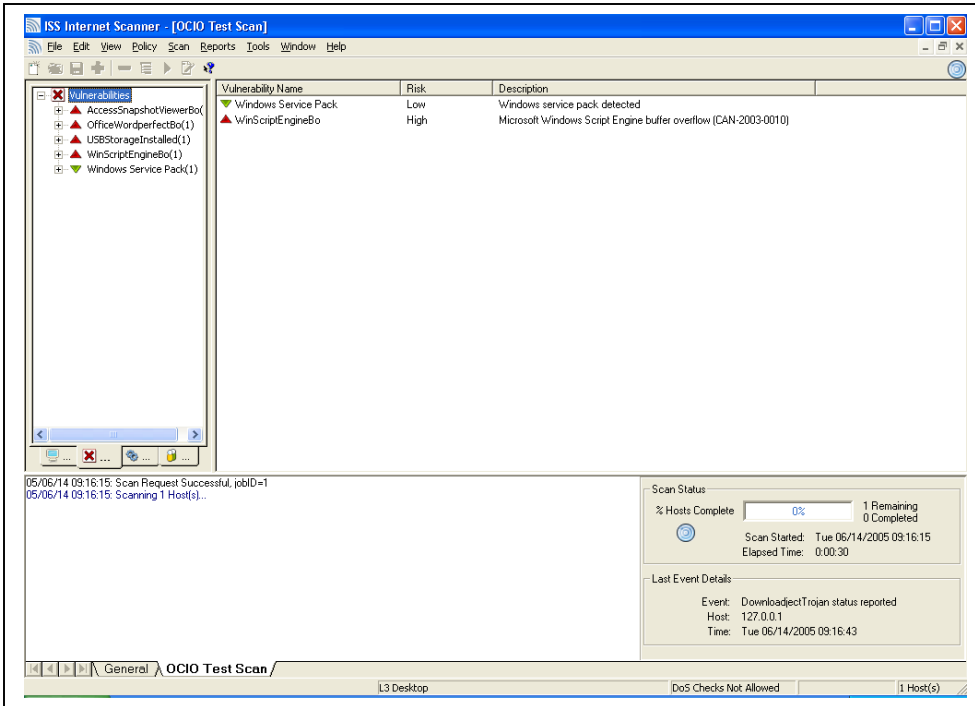 ISS Internet Scanner - [OCIO Test Scan]
File Edit View Policy Scan Reports Tools Window Help
Vulnerabilities
AccessSnapshotViewerBo(
OfficeWordperfectBo(1)
USBStorageInstalled(1)
WinScriptEngineBo(1)
Windows Service Pack(1)
... ... ... ...
Vulnerability Name Risk Description
Windows Service Pack Low Windows service pack detected
WinScriptEngineBo High Microsoft Windows Script Engine buffer overflow (CAN-2003-0010)
05/06/14 09:16:15: Scan Request Successful, jobID=1
05/06/14 09:16:15: Scanning 1 Host(s)...
Scan Status
% Hosts Complete 0% 1 Remaining
0 Completed
Scan Started: Tue 06/14/2005 09:16:15
Elapsed Time: 0:00:30
Last Event Details
Event: DownloadjectTrojan status reported
Host: 127.0.0.1
Time: Tue 06/14/2005 09:16:43
General OCIO Test Scan
L3 Desktop DoS Checks Not Allowed 1 Host(s)